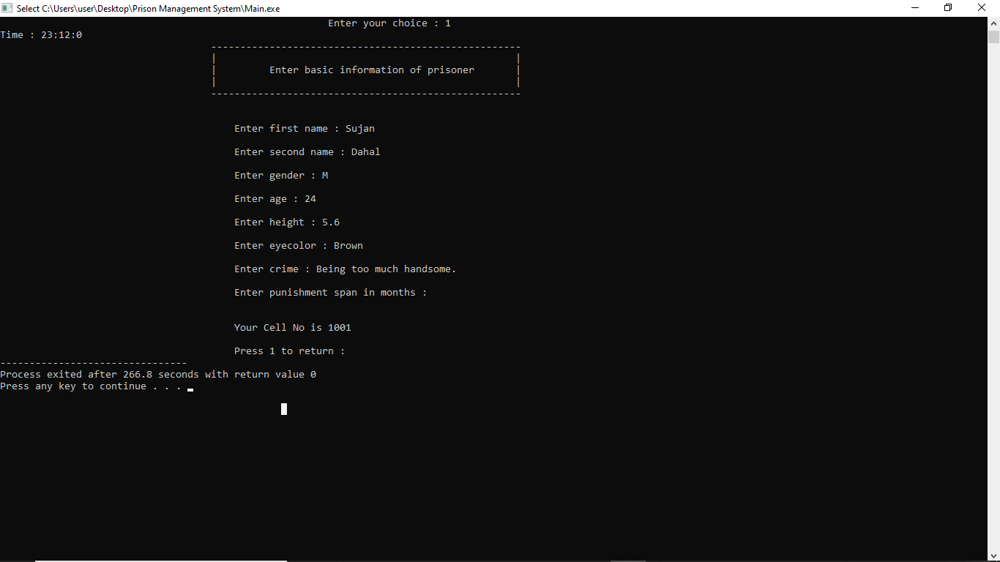 Select C:\Users\user\Desktop\Prison Management System\Main.exe
Enter your choice : 1
Time : 23:12:0
-----------------------------------------------------
|                                                   |
|         Enter basic information of prisoner       |
|                                                   |
-----------------------------------------------------
Enter first name : Sujan
Enter second name : Dahal
Enter gender : M
Enter age : 24
Enter height : 5.6
Enter eyecolor : Brown
Enter crime : Being too much handsome.
Enter punishment span in months :
Your Cell No is 1001
Press 1 to return :
--------------------------------
Process exited after 266.8 seconds with return value 0
Press any key to continue . . .